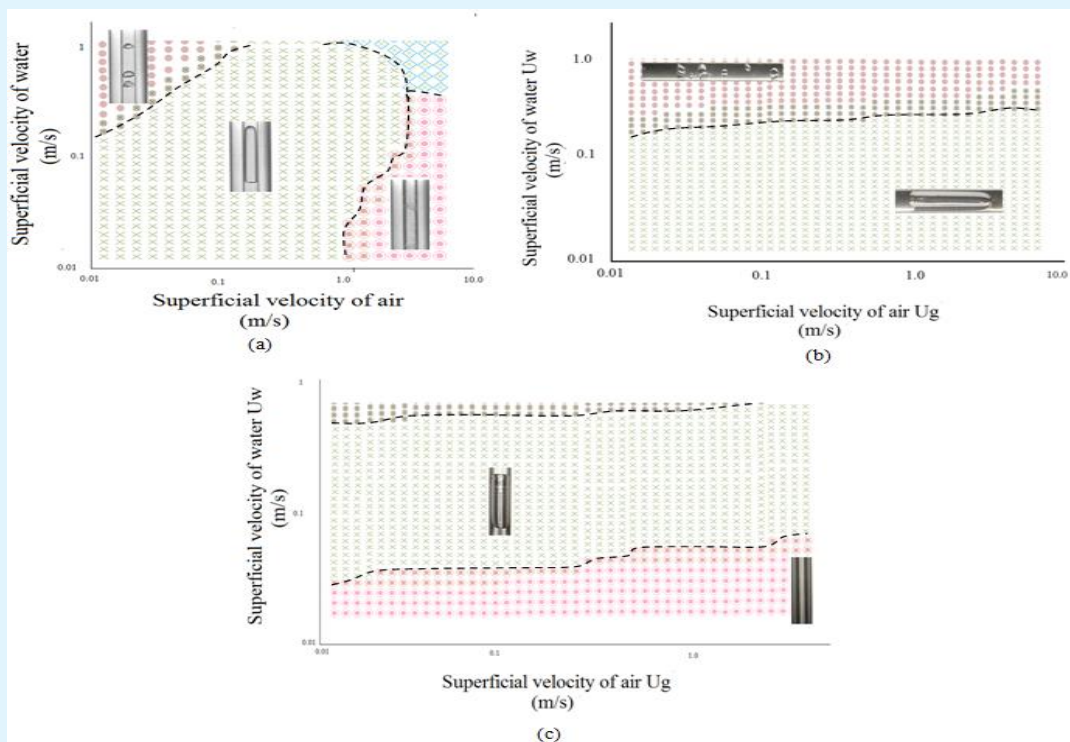 Superficial velocity of water
(m/s)
1
0.1
0.01
0.01
0.1
1.0
10.0
Superficial velocity of air
(m/s)
(a)
Superficial velocity of water Uw
(m/s)
1.0
0.1
0.01
0.01
0.1
1.0
10.0
Superficial velocity of air Ug
(m/s)
(b)
Superficial velocity of water Uw
(m/s)
1
0.1
0.01
0.01
0.1
1.0
Superficial velocity of air Ug
(m/s)
(c)